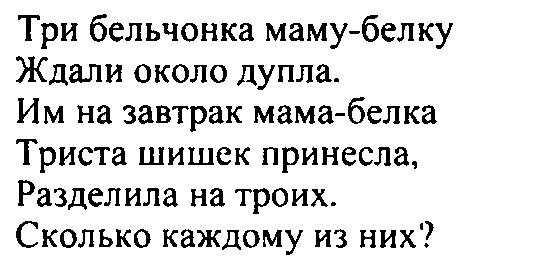 Три бельчонка маму-белку
Ждали около дупла.
Им на завтрак мама-белка
Триста шишек принесла,
Разделила на троих.
Сколько каждому из них?